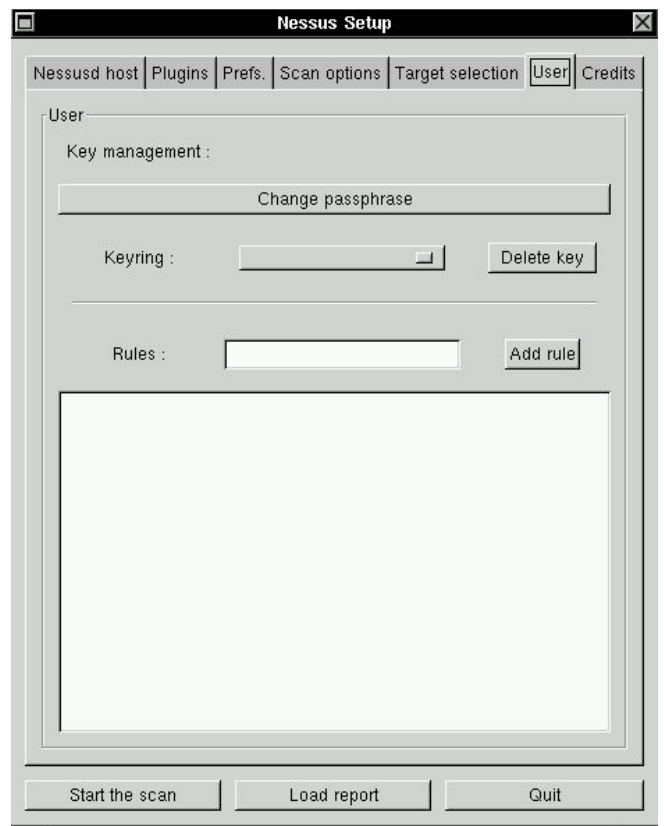 Nessus Setup
Nessusd host Plugins Prefs. Scan options Target selection User Credits
User
Key management :
Change passphrase
Keyring : Delete key
Rules : Add rule
Start the scan Load report Quit